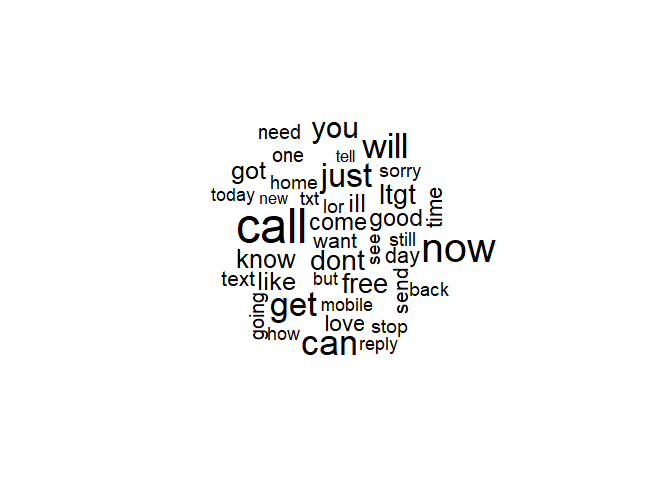 need you
one tell will
got home just sorry
today new txt lor ill ltgt time
call come good
want see still now
know dont day
text like but free send back
going get mobile
how love stop
can reply